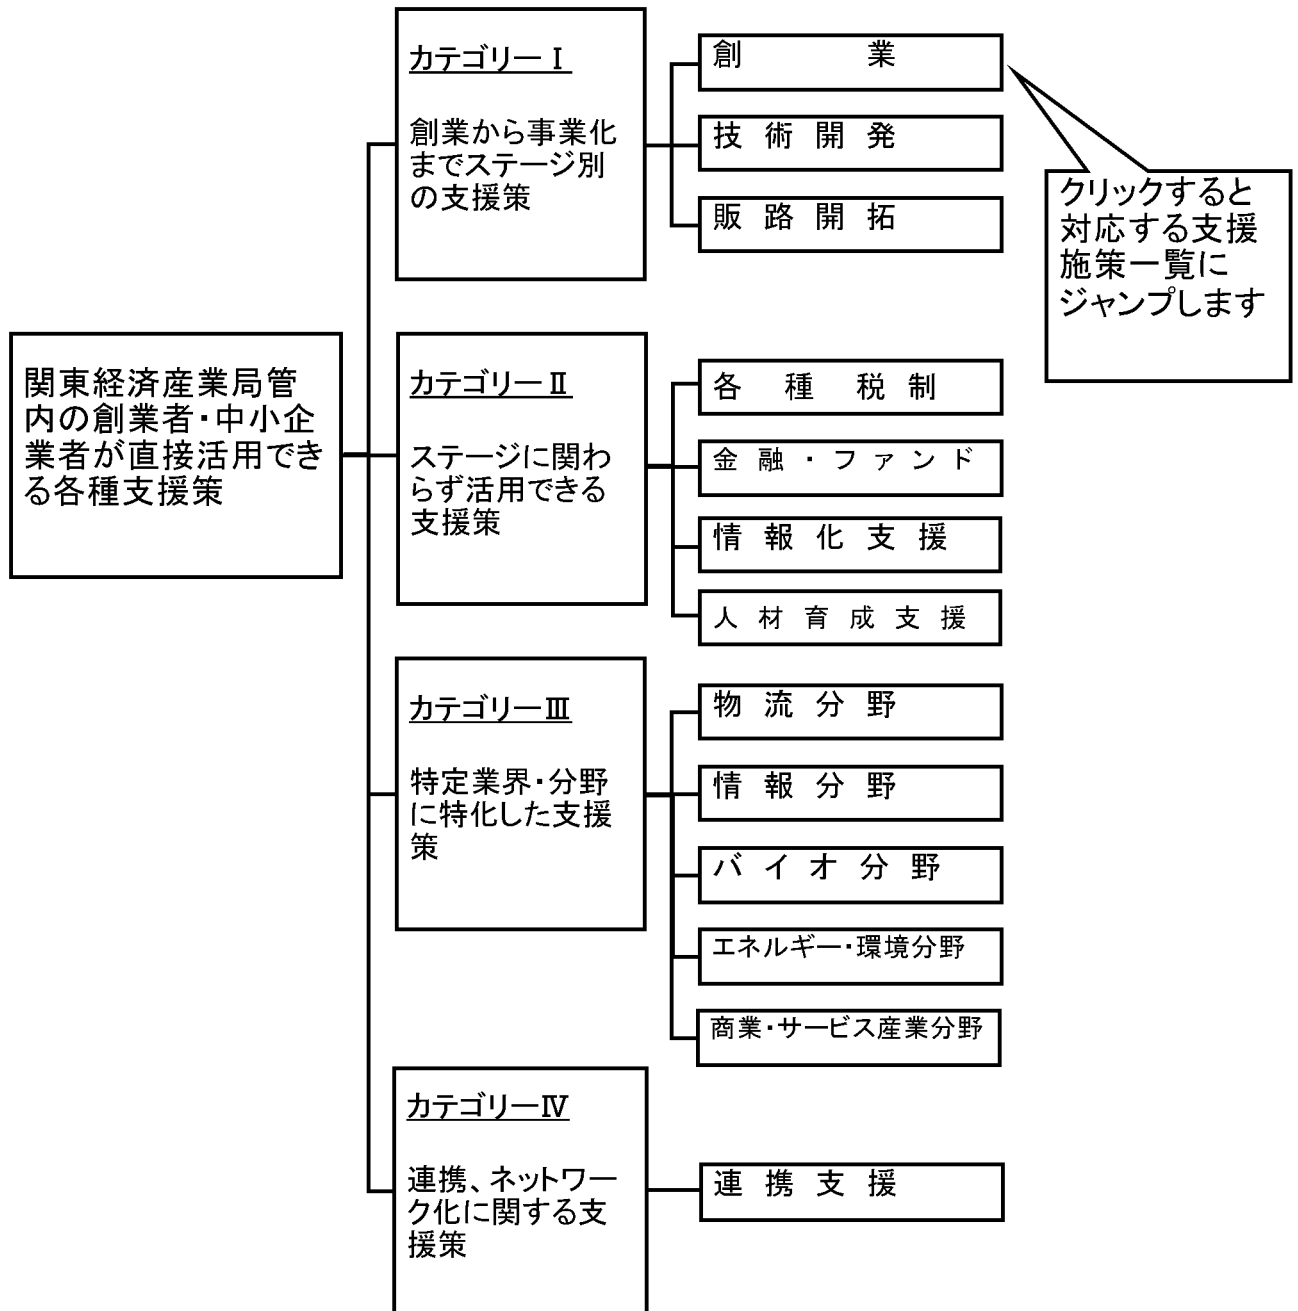 関東経済産業局管
内の創業者・中小企
業者が直接活用でき
る各種支援策
カテゴリーⅠ
創業から事業化
までステージ別
の支援策
創業
技術開発
販路開拓
クリックすると
対応する支援
施策一覧に
ジャンプします
カテゴリーⅡ
ステージに関わ
らず活用できる
支援策
各種税制
金融・ファンド
情報化支援
人材育成支援
カテゴリーⅢ
特定業界・分野
に特化した支援
策
物流分野
情報分野
バイオ分野
エネルギー・環境分野
商業・サービス産業分野
カテゴリーⅣ
連携、ネットワー
ク化に関する支
援策
連携支援